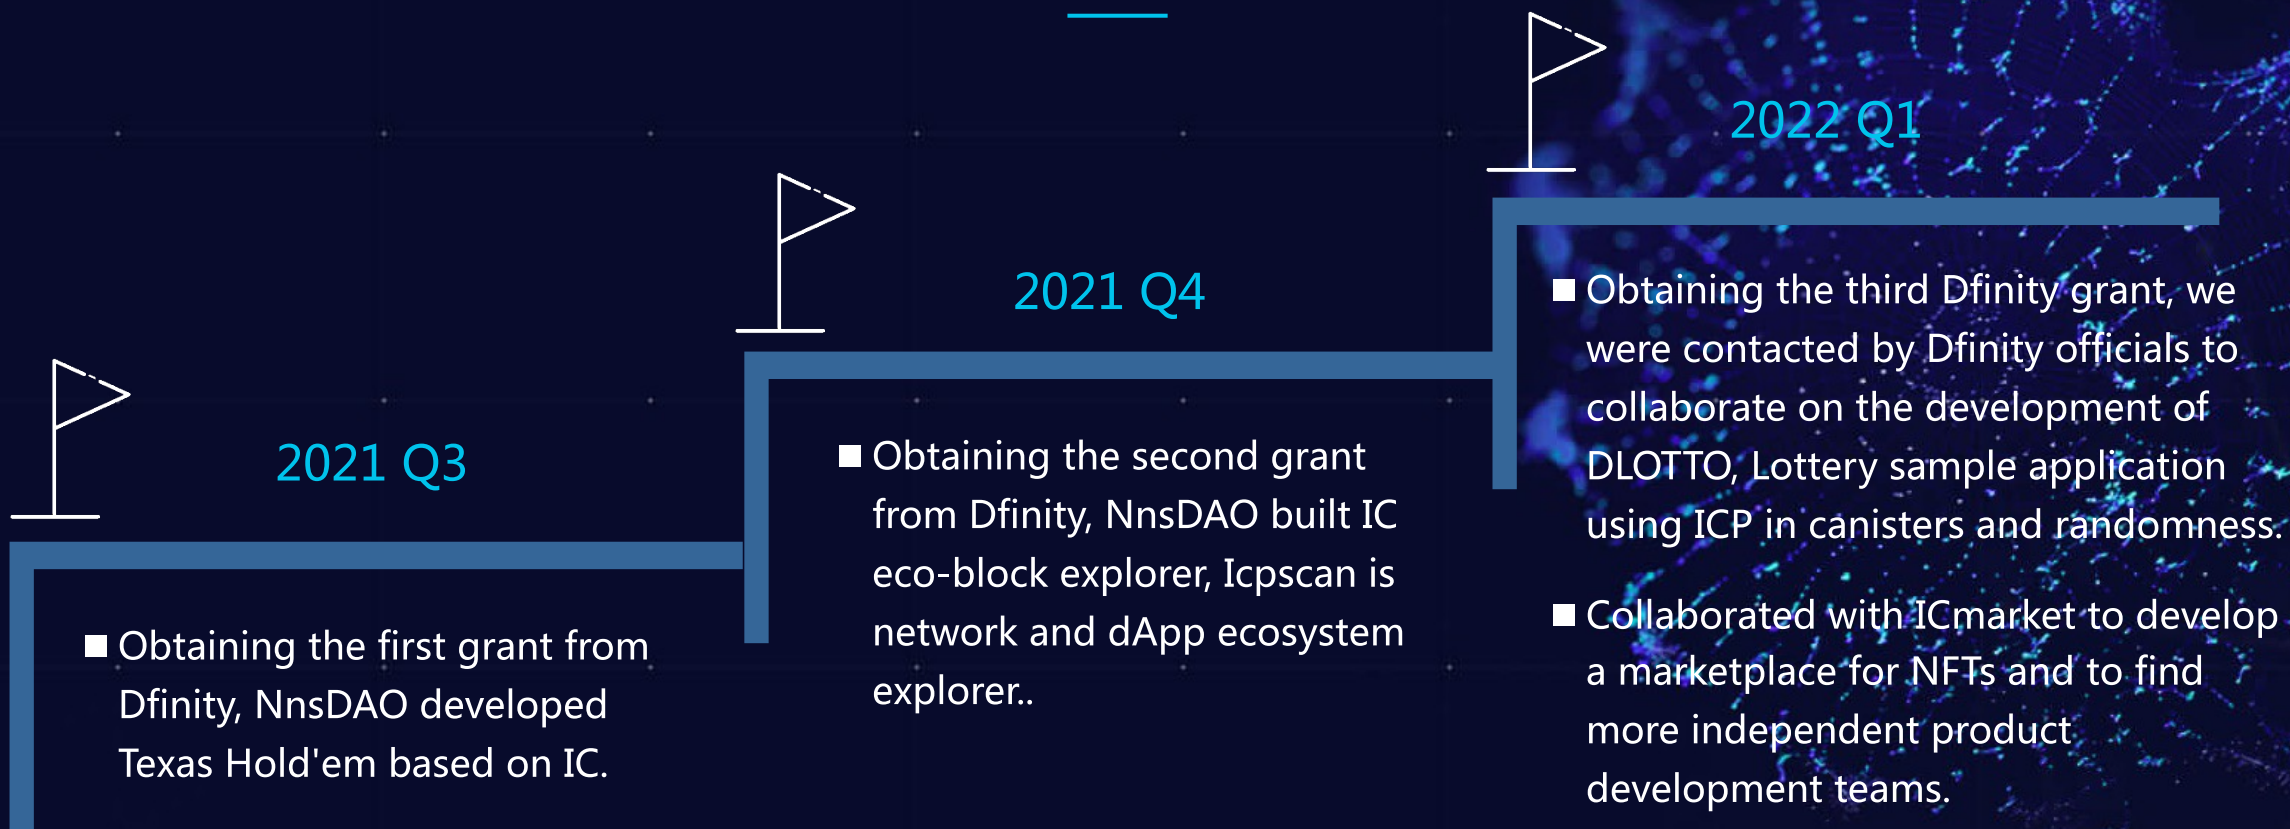 2021 Q3
■ Obtaining the first grant from
Dfinity, NnsDAO developed
Texas Hold'em based on IC.
2021 Q4
■ Obtaining the second grant
from Dfinity, NnsDAO built IC
eco-block explorer, Icpscan is
network and dApp ecosystem
explorer..
2022 Q1
■ Obtaining the third Dfinity grant, we
were contacted by Dfinity officials to
collaborate on the development of
DLOTTO, Lottery sample application
using ICP in canisters and randomness.
■ Collaborated with ICmarket to develop
a marketplace for NFTs and to find
more independent product
development teams.